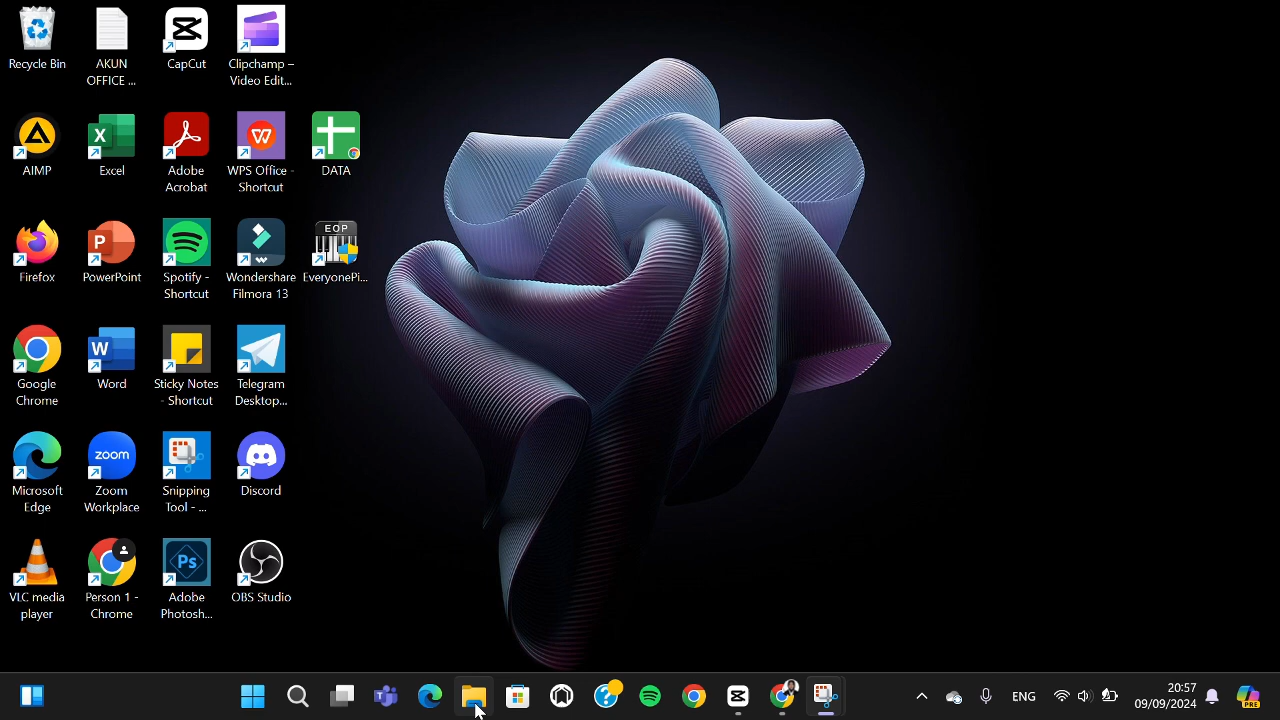 Recycle Bin
AKUN
OFFICE ...
CapCut
Clipchamp –
Video Edit...
AIMP
X
Excel
Adobe
Acrobat
W
WPS Office -
Shortcut
DATA
Firefox
P
PowerPoint
Spotify -
Shortcut
Wondershare
Filmora 13
EOP
EveryonePi...
Google
Chrome
W
Word
Sticky Notes
- Shortcut
Telegram
Desktop...
Microsoft
Edge
zoom
Zoom
Workplace
Snipping
Tool - ...
Discord
VLC media
player
Person 1 -
Chrome
Ps
Adobe
Photosh...
OBS Studio
?
ENG
20:57
09/09/2024
PRE